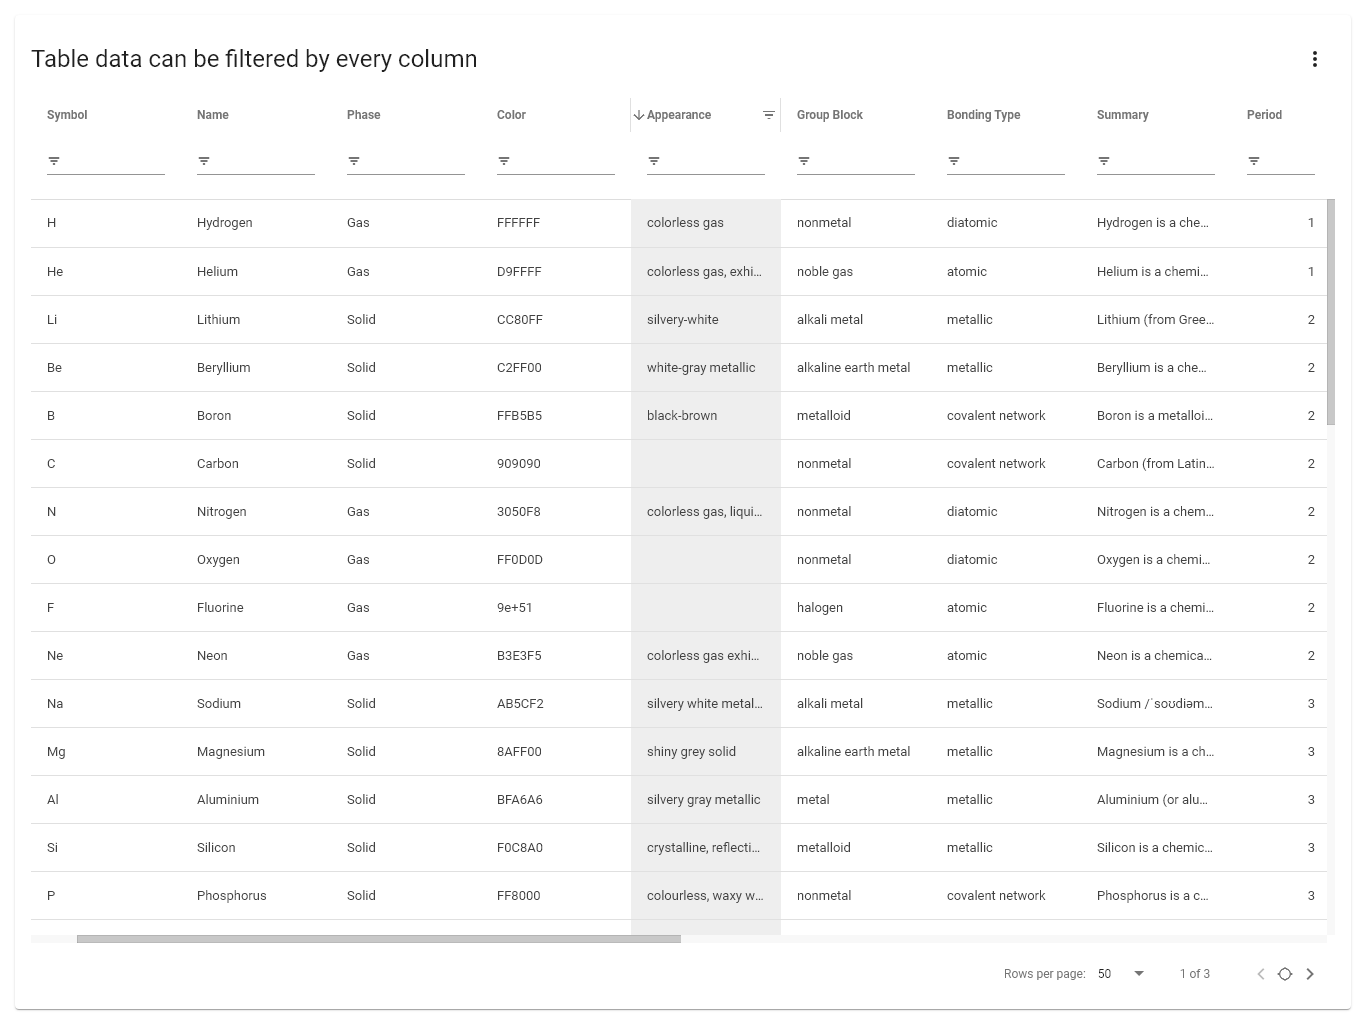 Table data can be filtered by every column
Symbol Name Phase Color Appearance Group Block Bonding Type Summary Period
H Hydrogen Gas FFFFFF colorless gas nonmetal diatomic Hydrogen is a che... 1
He Helium Gas D9FFFF colorless gas, exhi... noble gas atomic Helium is a chemi... 1
Li Lithium Solid CC80FF silvery-white alkali metal metallic Lithium (from Gree... 2
Be Beryllium Solid C2FF00 white-gray metallic alkaline earth metal metallic Beryllium is a che... 2
B Boron Solid FFB5B5 black-brown metalloid covalent network Boron is a metalloi... 2
C Carbon Solid 909090 nonmetal covalent network Carbon (from Latin... 2
N Nitrogen Gas 3050F8 colorless gas, liqui... nonmetal diatomic Nitrogen is a chem... 2
O Oxygen Gas FF0D0D nonmetal diatomic Oxygen is a chemi... 2
F Fluorine Gas 9e+51 halogen atomic Fluorine is a chemi... 2
Ne Neon Gas B3E3F5 colorless gas exhi... noble gas atomic Neon is a chemica... 2
Na Sodium Solid AB5CF2 silvery white metal... alkali metal metallic Sodium /ˈsoʊdiəm... 3
Mg Magnesium Solid 8AFF00 shiny grey solid alkaline earth metal metallic Magnesium is a ch... 3
Al Aluminium Solid BFA6A6 silvery gray metallic metal metallic Aluminium (or alu... 3
Si Silicon Solid F0C8A0 crystalline, reflecti... metalloid metallic Silicon is a chemic... 3
P Phosphorus Solid FF8000 colourless, waxy w... nonmetal covalent network Phosphorus is a c... 3
Rows per page: 50 1 of 3